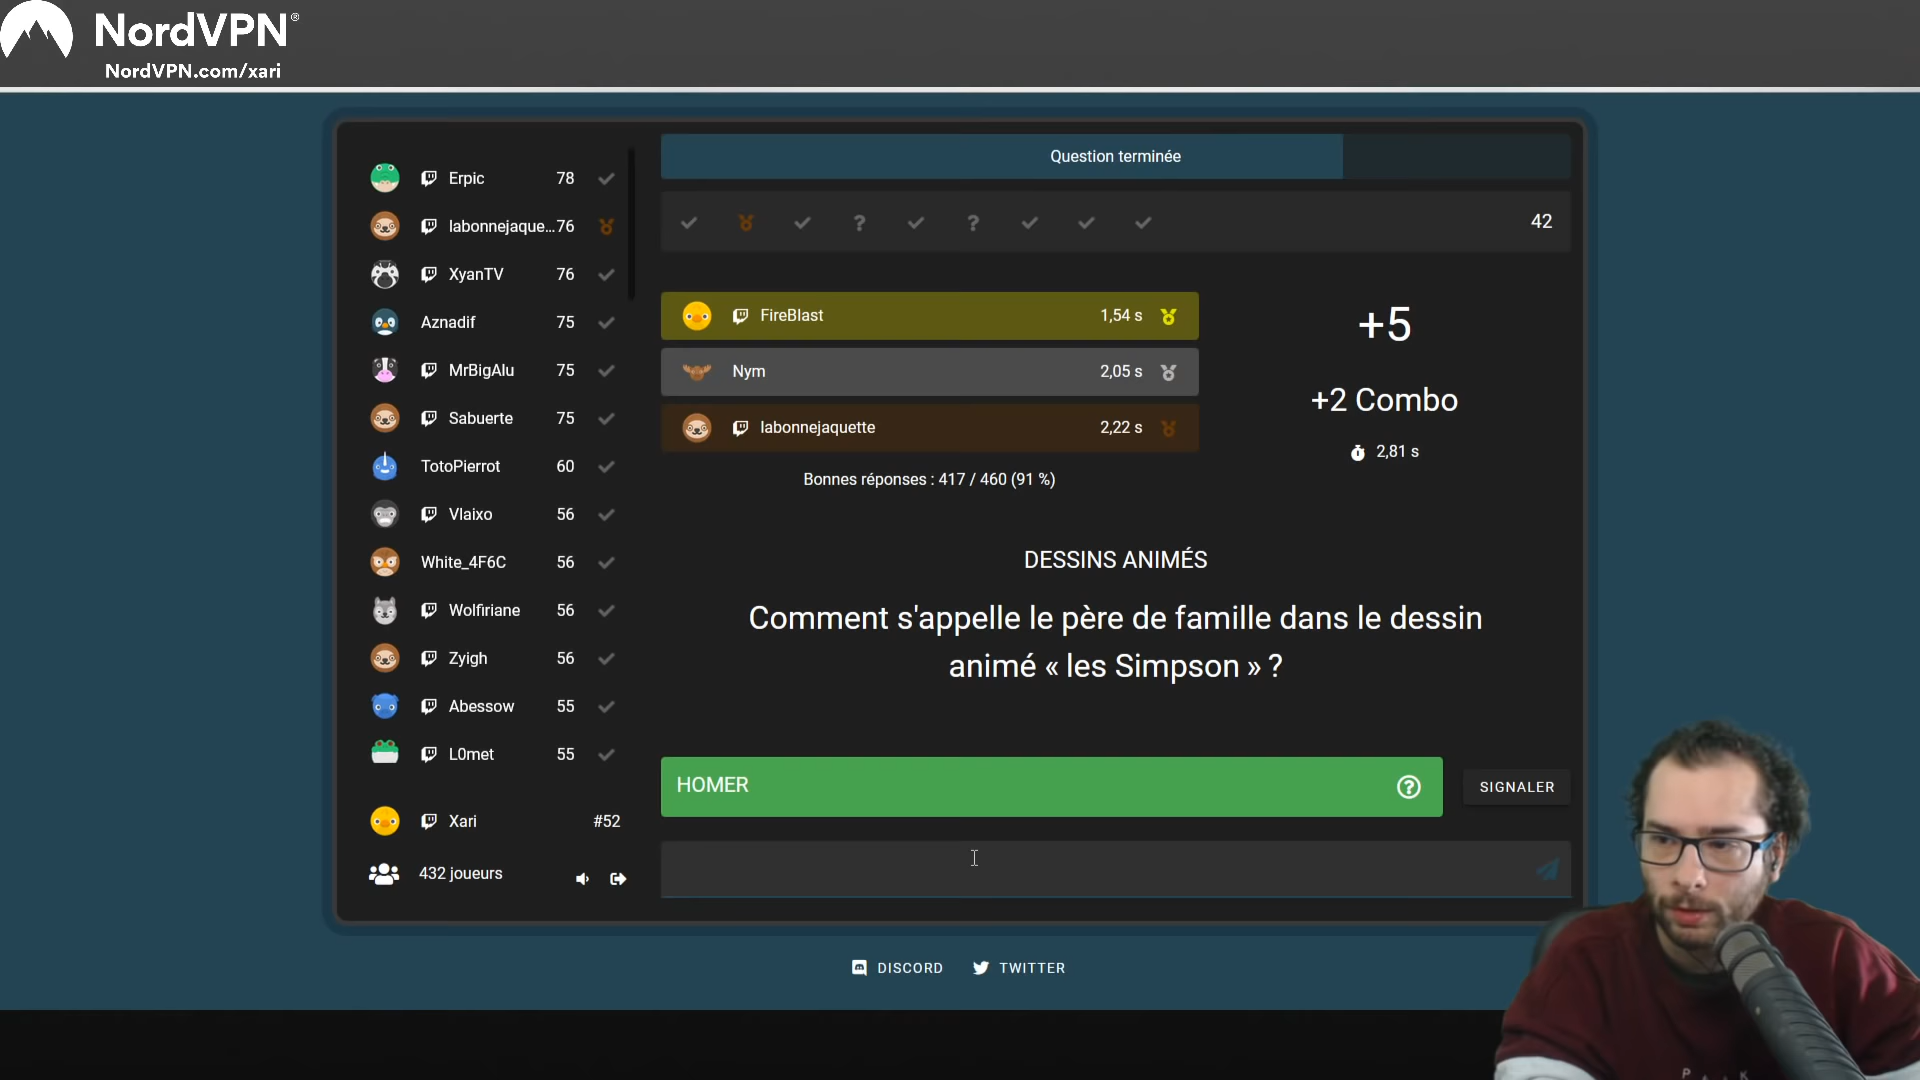 NordVPN®
NordVPN.com/xari
Erpic 78
labonnejaque... 76
XyanTV 76
Aznadif 75
MrBigAlu 75
Sabuerte 75
TotoPierrot 60
Vlaixo 56
White_4F6C 56
Wolfiriane 56
Zyigh 56
Abessow 55
L0met 55
Xari #52
432 joueurs
Question terminée
? ? 42
FireBlast 1,54 s
Nym 2,05 s
labonnejaquette 2,22 s
Bonnes réponses : 417 / 460 (91 %)
+5
+2 Combo
2,81 s
DESSINS ANIMÉS
Comment s'appelle le père de famille dans le dessin
animé « les Simpson » ?
HOMER ?
SIGNALER
DISCORD TWITTER